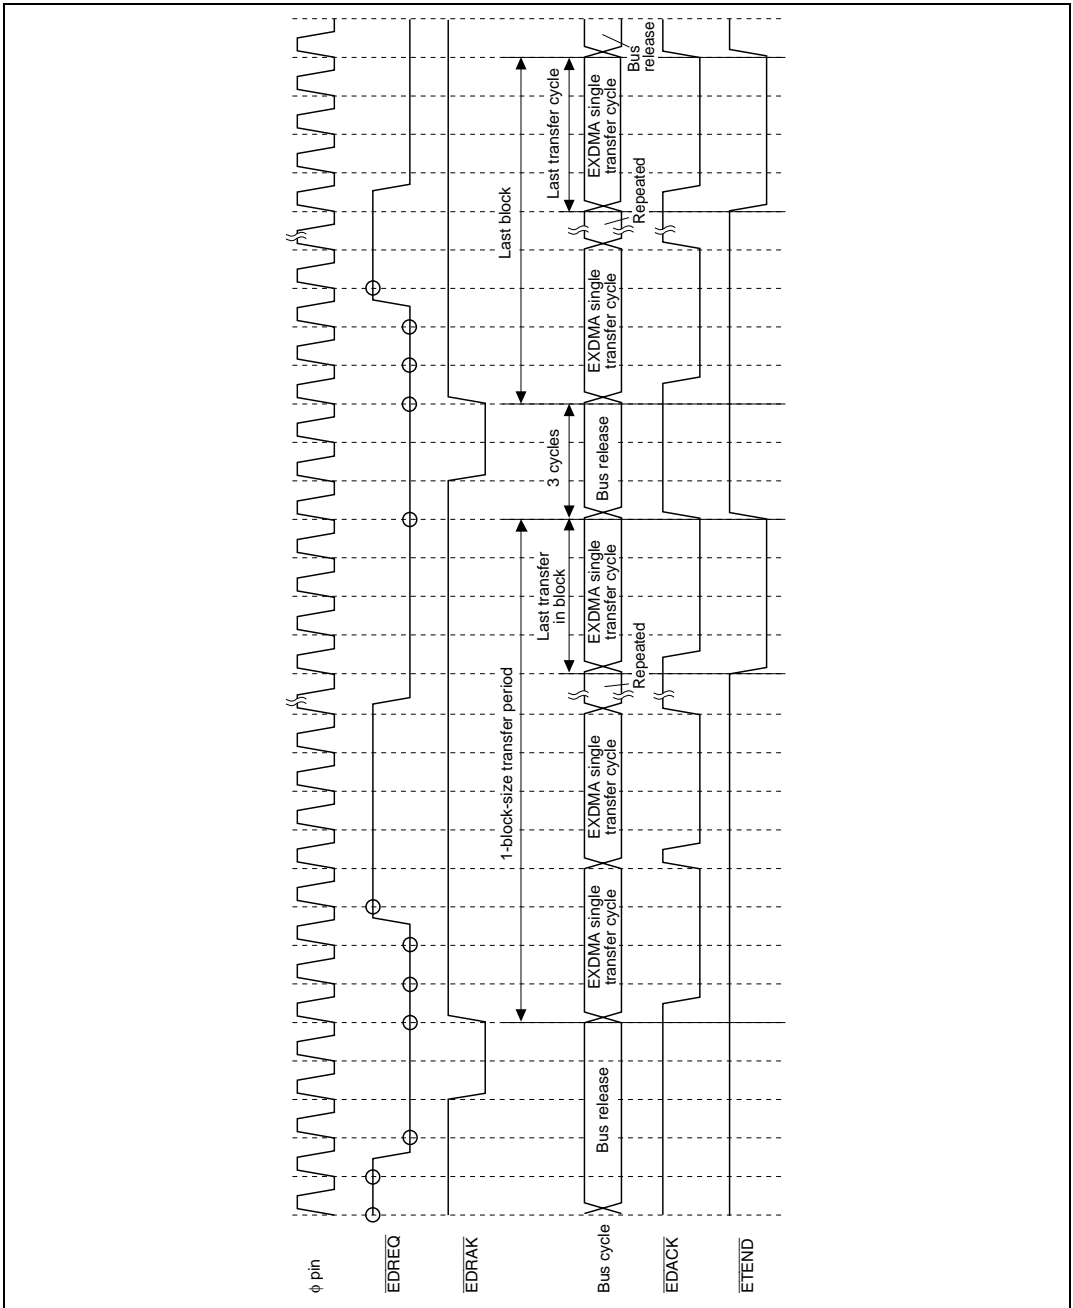 φ pin
EDREQ
EDRAK
1-block-size transfer period
Last block
Last transfer
in block
3 cycles
Last transfer cycle
Bus cycle
Bus release
EXDMA single
transfer cycle
EXDMA single
transfer cycle
Repeated
EXDMA single
transfer cycle
Bus release
EXDMA single
transfer cycle
Repeated
EXDMA single
transfer cycle
Bus
release
EDACK
ETEND